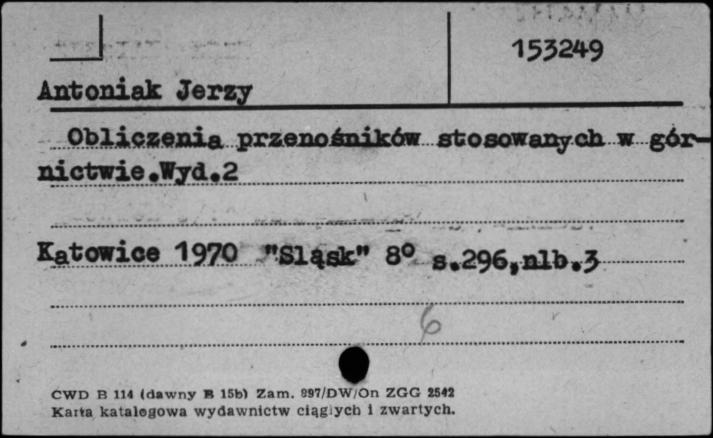 153249
Antoniak Jerzy
Obliczenia przenośników stosowanych w gór-
nictwie.Wyd.2
Katowice 1970 "Sląsk" 8° s.296,nlb.3
6
CWD B 114 (dawny B 15b) Zam. 997/DW/On ZGG 2542
Karta katalogowa wydawnictw ciągłych i zwartych.